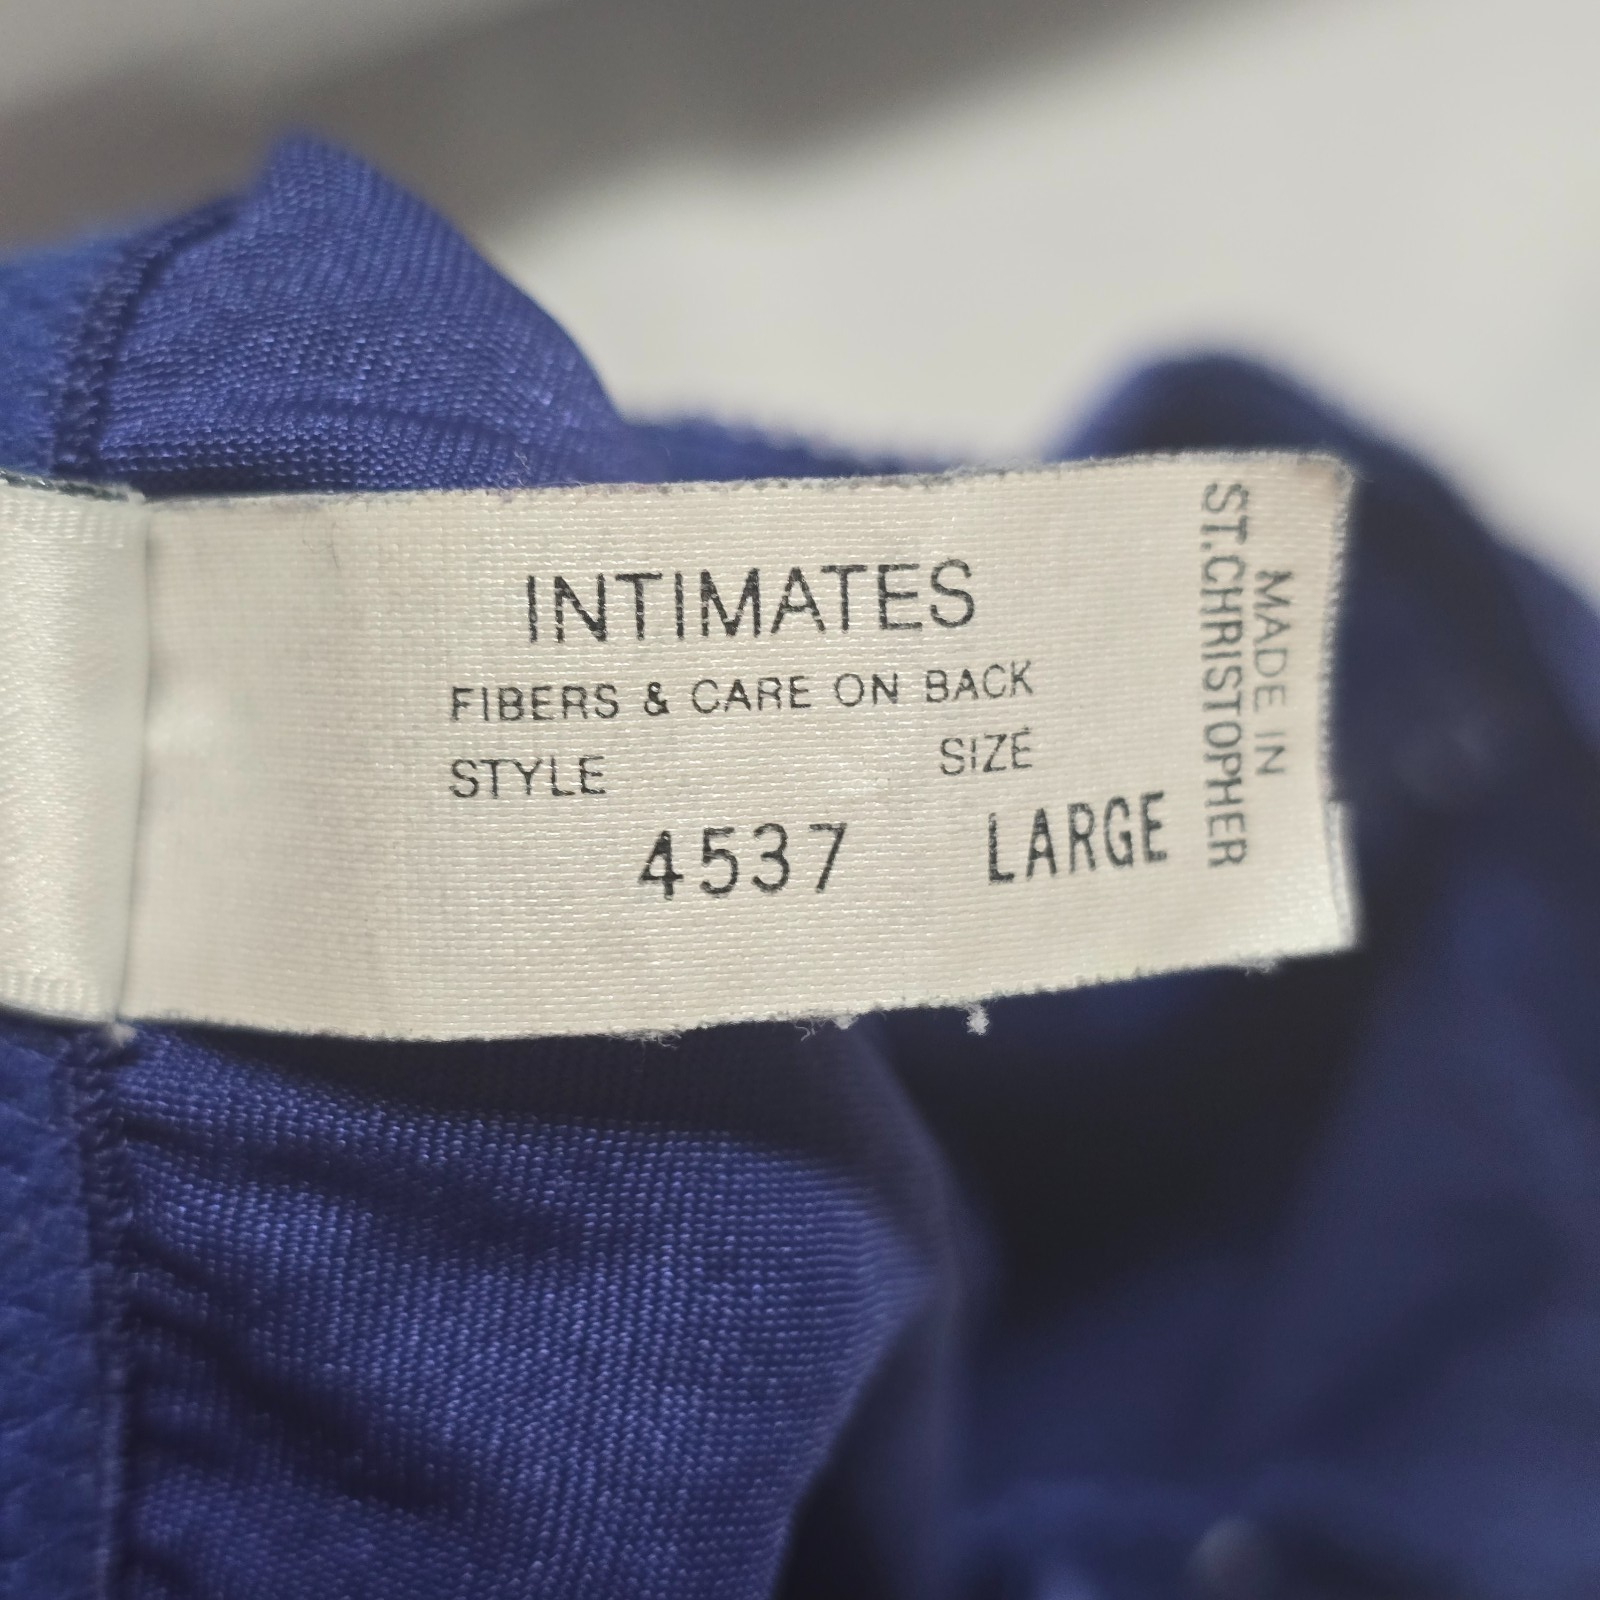 INTIMATES
FIBERS & CARE ON BACK
STYLE SIZE
4537 LARGE
MADE IN
ST.CHRISTOPHER